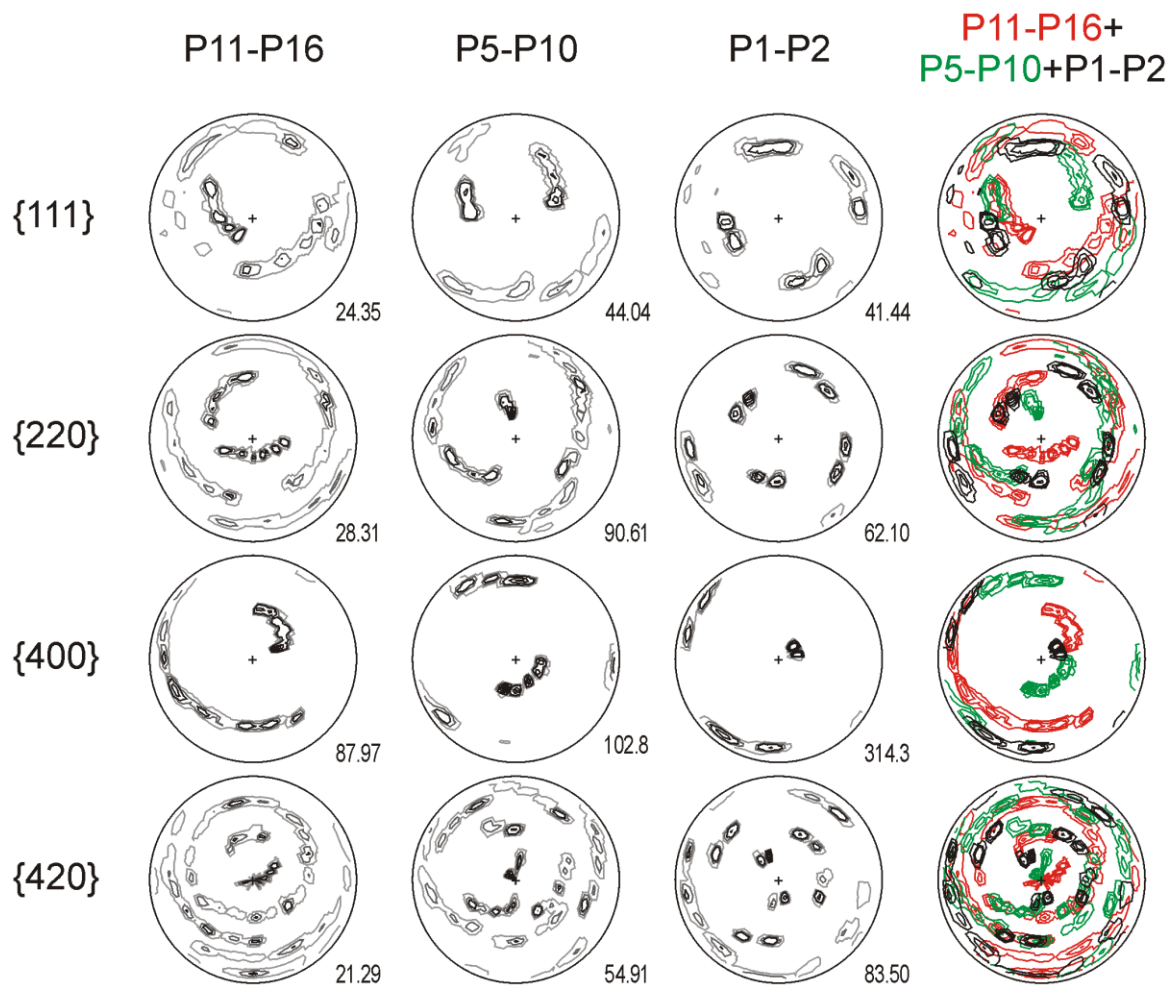 P11-P16 P5-P10 P1-P2 P11-P16+
P5-P10+P1-P2
{111}
24.35 44.04 41.44
{220}
28.31 90.61 62.10
{400}
87.97 102.8 314.3
{420}
21.29 54.91 83.50